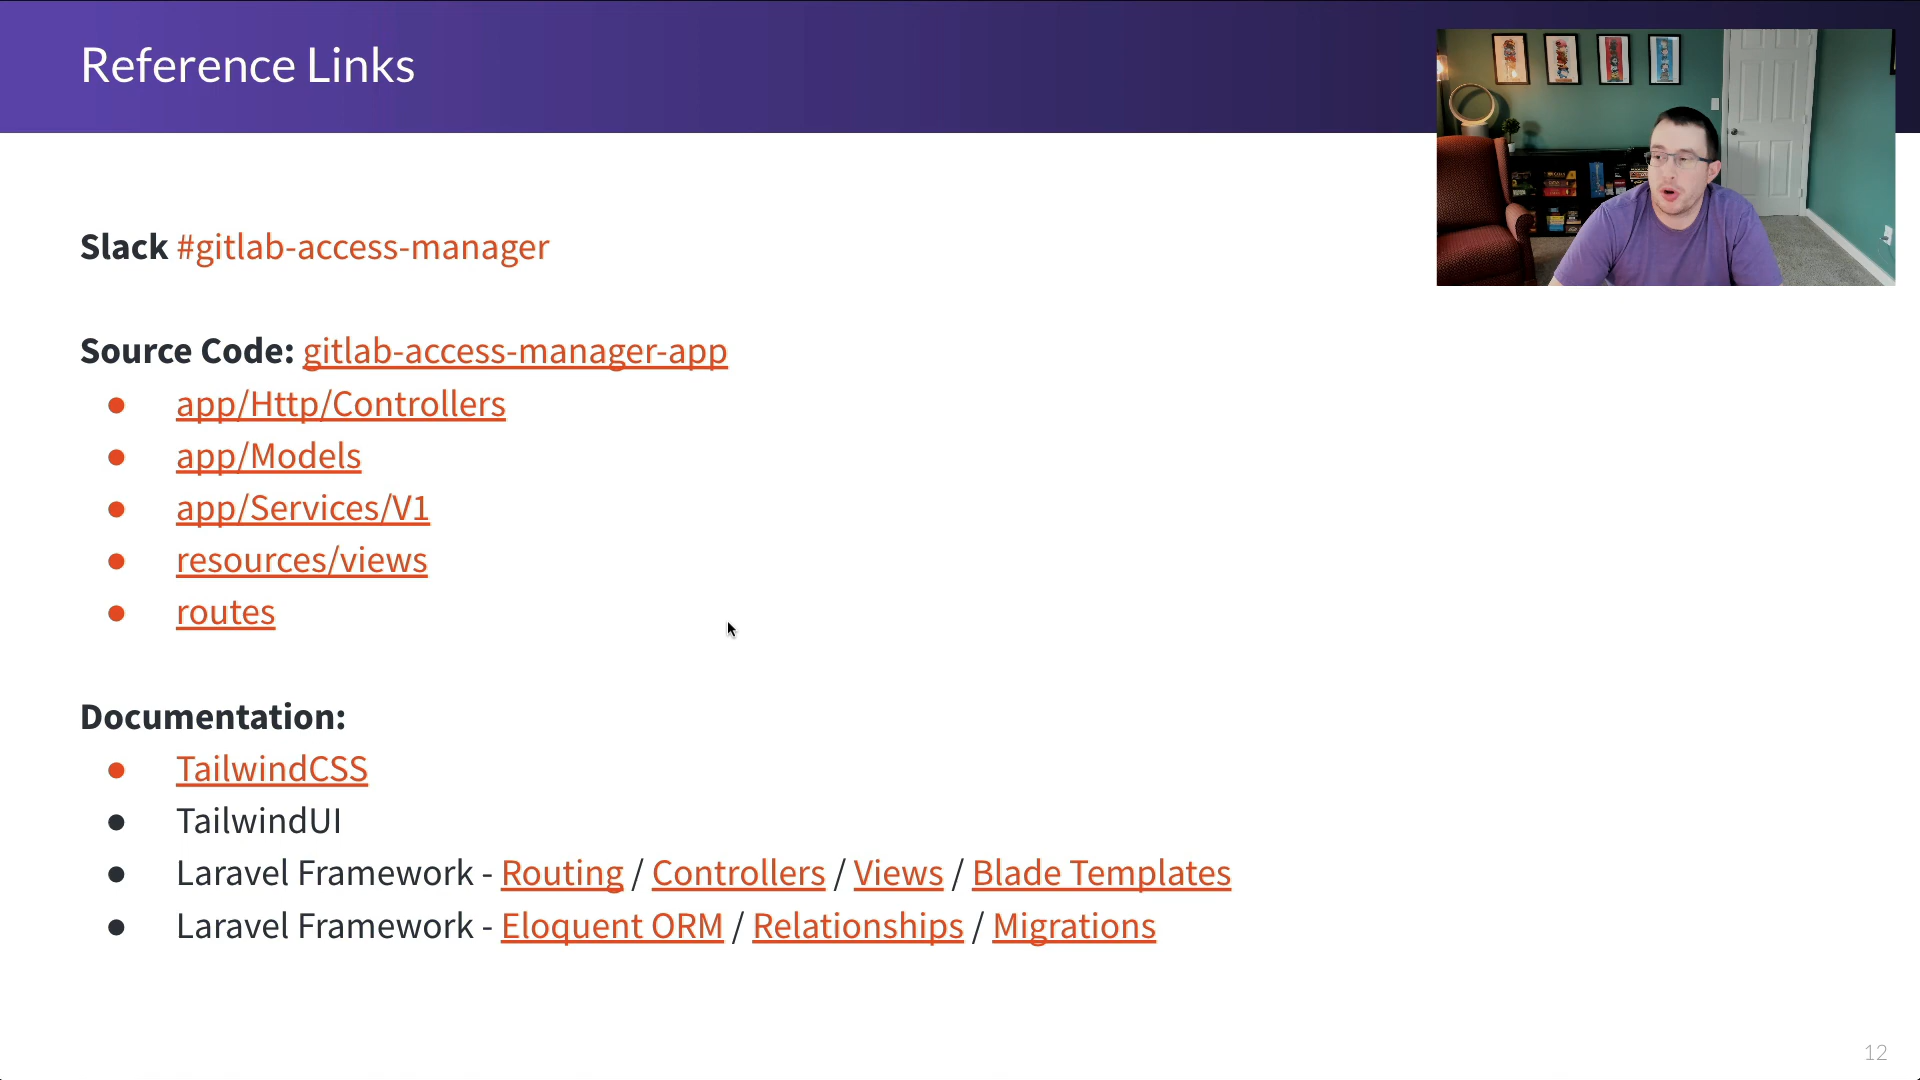 Reference Links
Slack #gitlab-access-manager
Source Code: gitlab-access-manager-app
● app/Http/Controllers
● app/Models
● app/Services/V1
● resources/views
● routes
Documentation:
● TailwindCSS
● TailwindUI
● Laravel Framework - Routing / Controllers / Views / Blade Templates
● Laravel Framework - Eloquent ORM / Relationships / Migrations
12